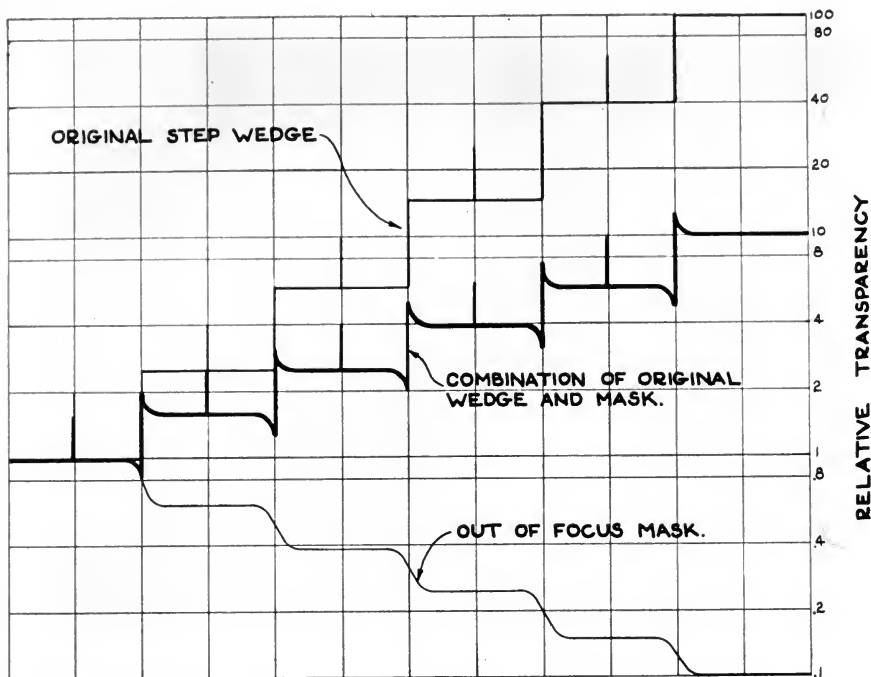 100
80
ORIGINAL STEP WEDGE
40
20
10
8
4
COMBINATION OF ORIGINAL
WEDGE AND MASK.
2
1
.8
OUT OF FOCUS MASK.
.4
.2
.1
RELATIVE TRANSPARENCY